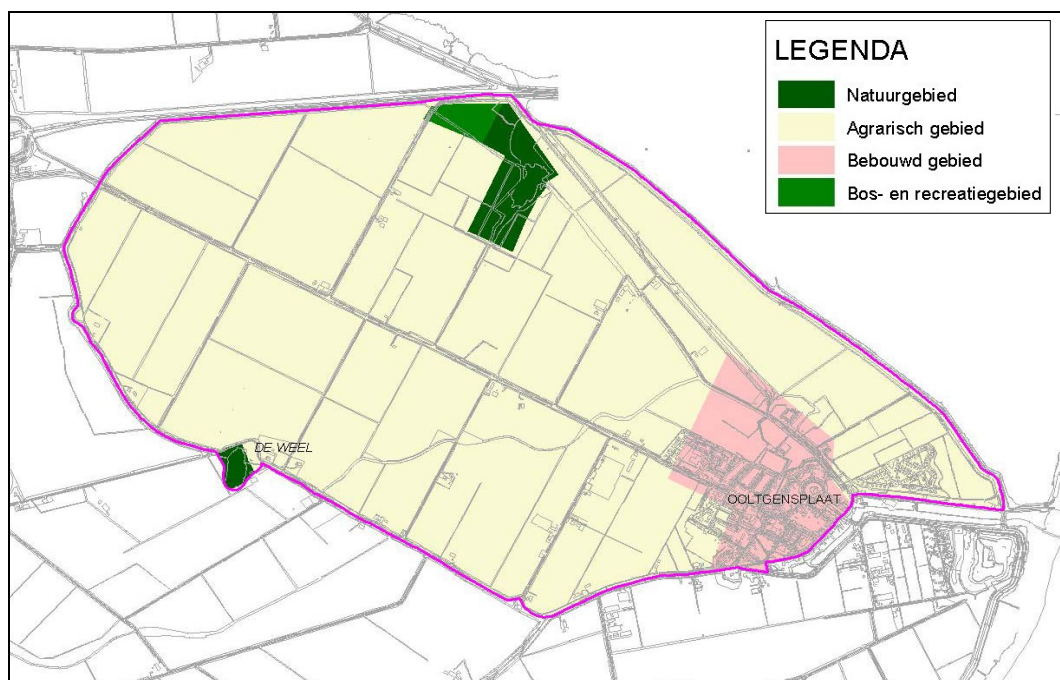 LEGENDA
Natuurgebied
Agrarisch gebied
Bebouwd gebied
Bos- en recreatiegebied
DE WEEL
OOLTGENSPLAAT